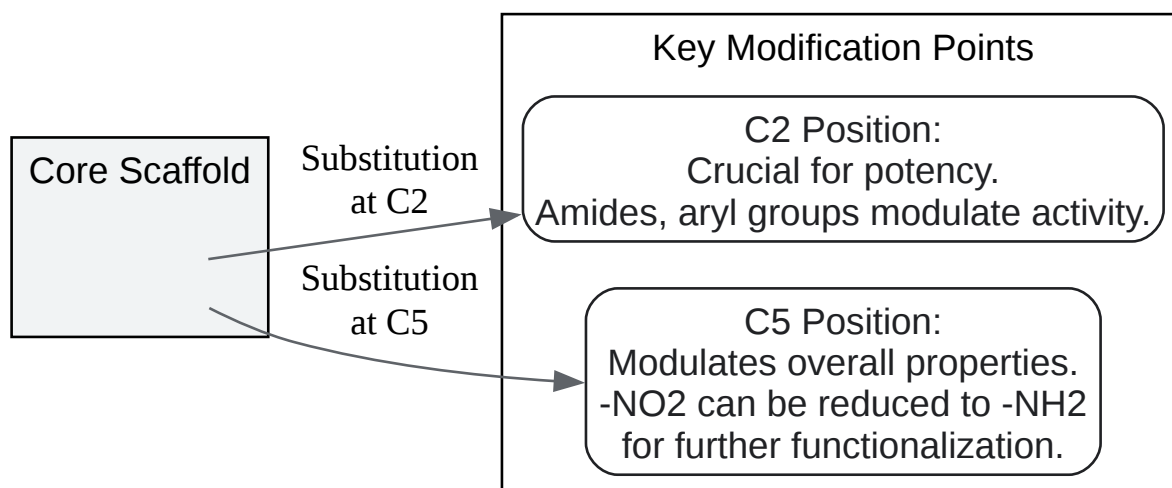 Key Modification Points
Core Scaffold
Substitution
at C2
C2 Position:
Crucial for potency.
Amides, aryl groups modulate activity.
Substitution
at C5
C5 Position:
Modulates overall properties.
-NO2 can be reduced to -NH2
for further functionalization.